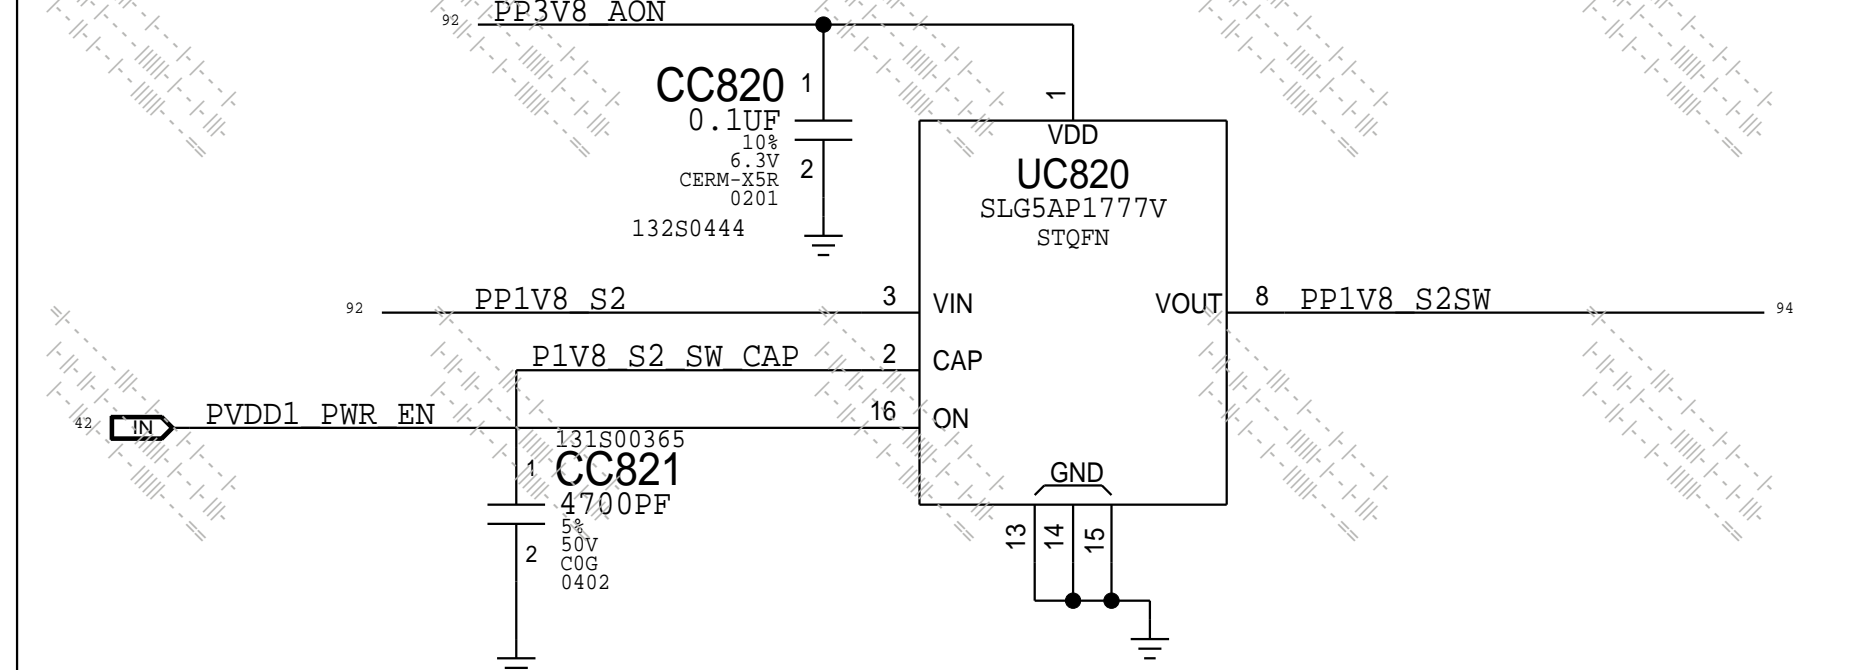 92 PP3V8_AON
CC820
0.1UF
10%
6.3V
CERM-X5R
0201
132S0444
1
2
1
VDD
UC820
SLG5AP1777V
STQFN
92 PP1V8_S2 3 VIN
VOUT 8 PP1V8_S2SW 94
P1V8_S2_SW_CAP 2 CAP
42 IN PVDD1_PWR_EN 16 ON
131S00365
1 CC821
4700PF
5%
50V
2
C0G
0402
GND
13 14 15